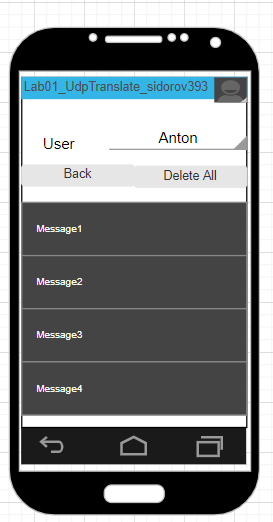 Lab01_UdpTranslate_sidorov393
User Anton
Back Delete All
Message1
Message2
Message3
Message4